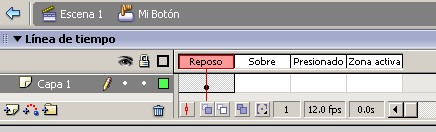 Escena 1 Mi Botón
Línea de tiempo
Reposo Sobre Presionado Zona activa
Capa 1
1 12.0 fps 0.0s